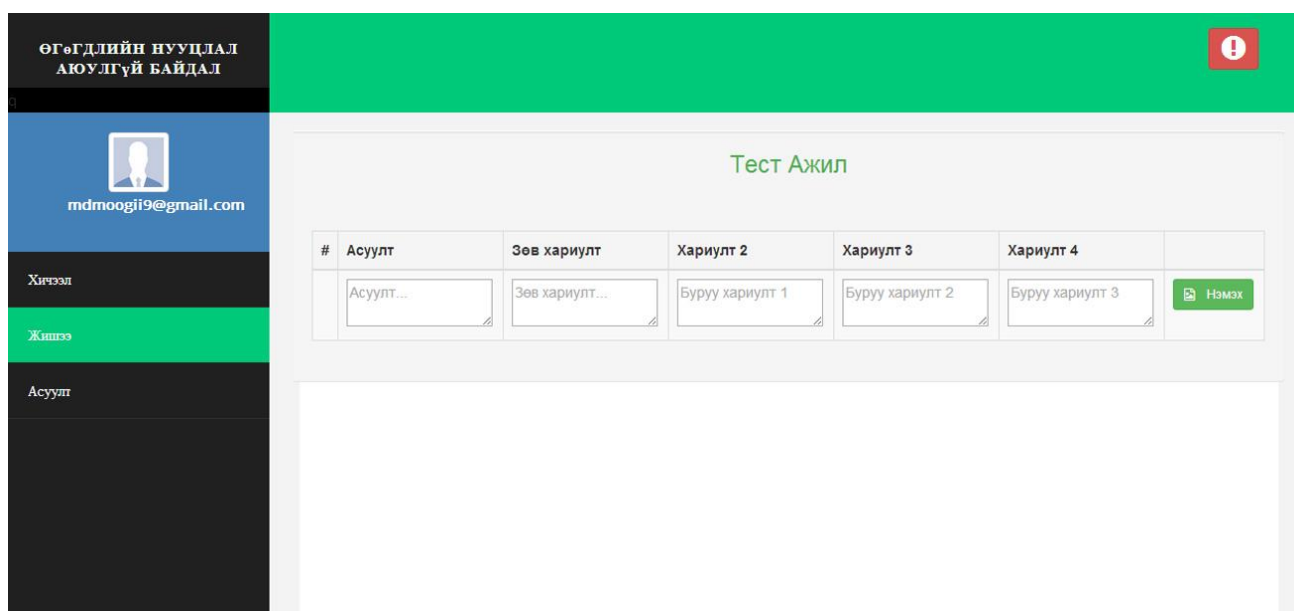 ӨГөГДЛИЙН НУУЦЛАЛ
АЮУЛГүЙ БАЙДАЛ
q
mdmoogii9@gmail.com
Хичээл
Жишээ
Асуулт
Тест Ажил
# Асуулт Зөв хариулт Хариулт 2 Хариулт 3 Хариулт 4
Асуулт... Зөв хариулт... Буруу хариулт 1 Буруу хариулт 2 Буруу хариулт 3 Нэмэх